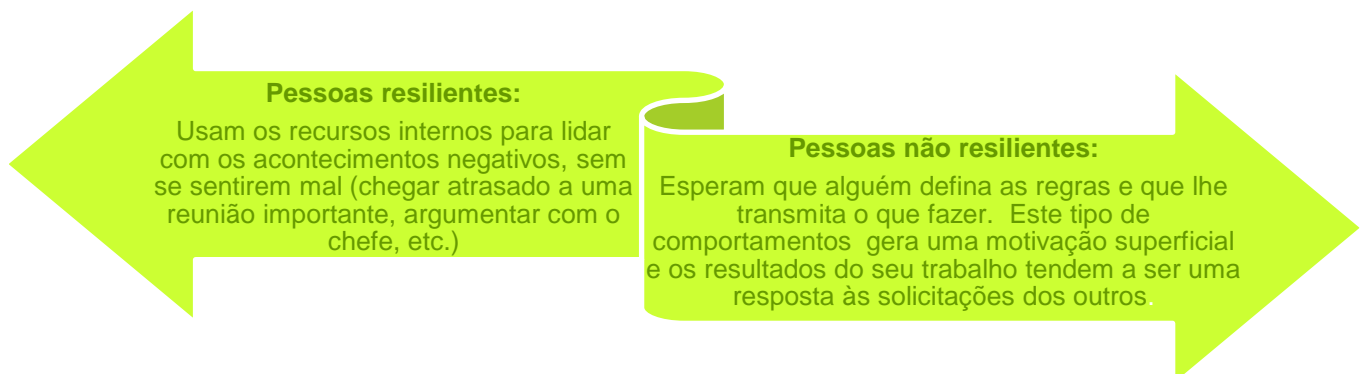 Pessoas resilientes:
Usam os recursos internos para lidar
com os acontecimentos negativos, sem
se sentirem mal (chegar atrasado a uma
reunião importante, argumentar com o
chefe, etc.)
Pessoas não resilientes:
Esperam que alguém defina as regras e que lhe
transmita o que fazer.  Este tipo de
comportamentos  gera uma motivação superficial
e os resultados do seu trabalho tendem a ser uma
resposta às solicitações dos outros.